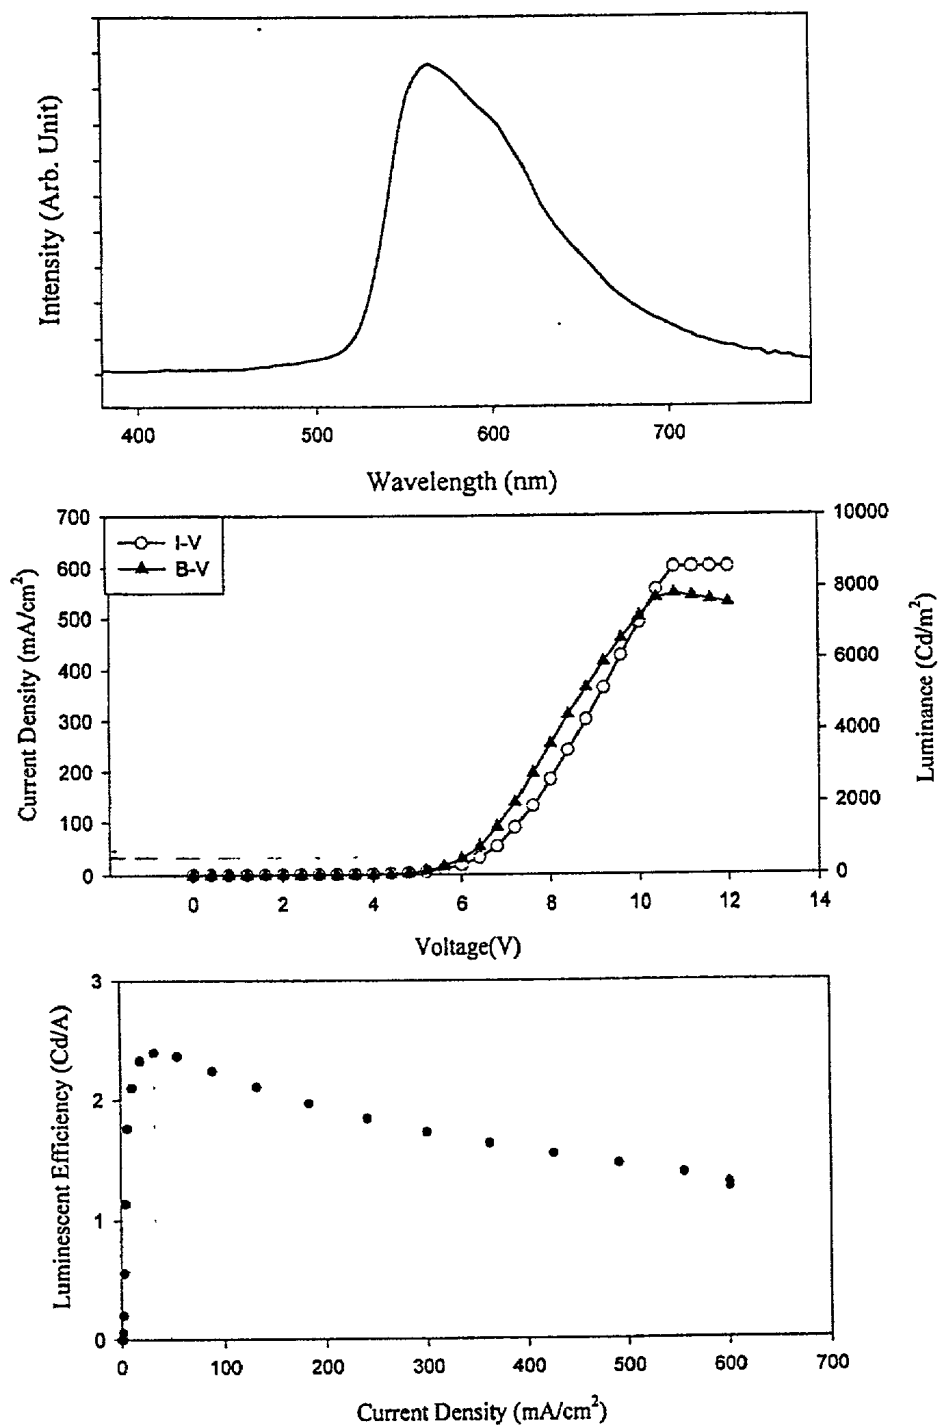 Intensity (Arb. Unit)
400 500 600 700
Wavelength (nm)
700
600
500
400
300
200
100
0
Current Density (mA/cm²)
I-V
B-V
10000
8000
6000
4000
2000
0
Luminance (Cd/m²)
0 2 4 6 8 10 12 14
Voltage(V)
3
2
1
0
Luminescent Efficiency (Cd/A)
0 100 200 300 400 500 600 700
Current Density (mA/cm²)